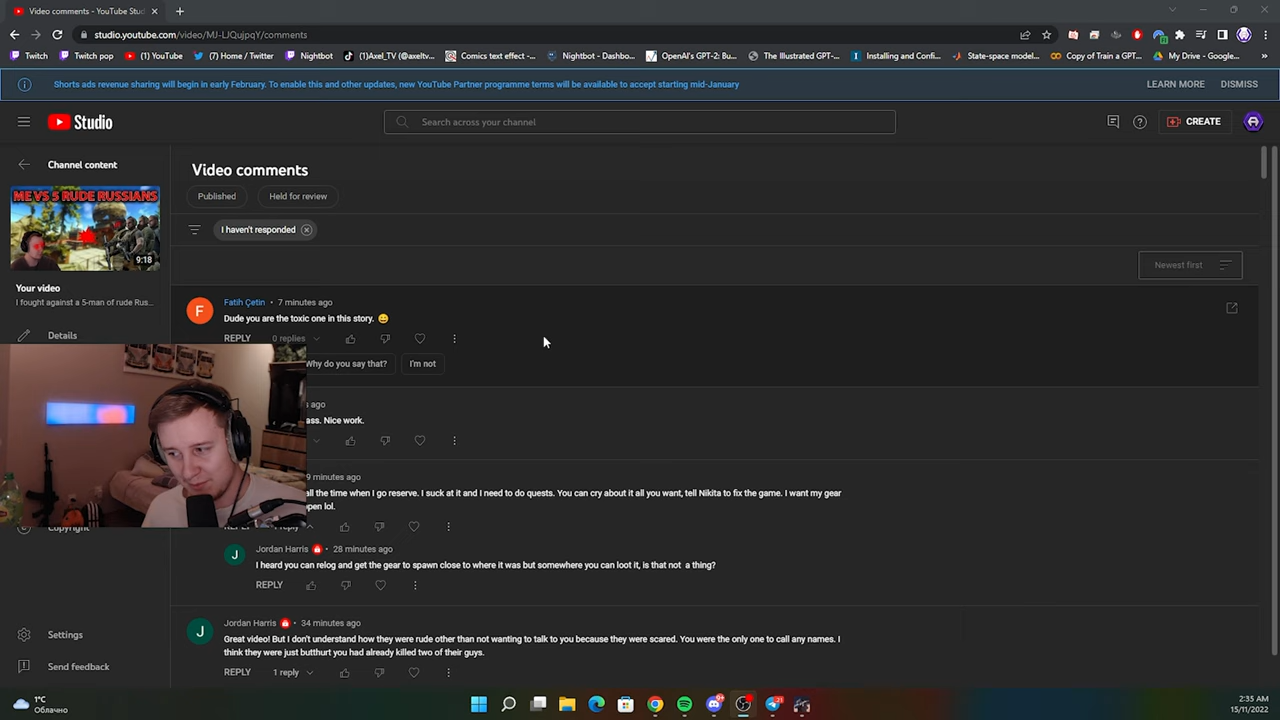 Video comments - YouTube Stud
studio.youtube.com/video/MJ-LJQujpqY/comments
Twitch
Twitch pop
(1) YouTube
(7) Home / Twitter
Nightbot
(1)Axel_TV (@axeltv...
Comics text effect -...
Nightbot - Dashbo...
OpenAI's GPT-2: Bu...
The Illustrated GPT-...
Installing and Confi...
State-space model...
Copy of Train a GPT...
My Drive - Google...
Shorts ads revenue sharing will begin in early February. To enable this and other updates, new YouTube Partner programme terms will be available to accept starting mid-January
LEARN MORE
DISMISS
Studio
Search across your channel
CREATE
Channel content
ME VS 5 RUDE RUSSIANS
9:18
Your video
I fought against a 5-man of rude Rus...
Details
Copyright
Settings
Send feedback
Video comments
Published
Held for review
I haven't responded
Newest first
F
Fatih Çetin • 7 minutes ago
Dude you are the toxic one in this story. 😄
REPLY
0 replies
Why do you say that?
I'm not
s ago
ass. Nice work.
9 minutes ago
all the time when I go reserve. I suck at it and I need to do quests. You can cry about it all you want, tell Nikita to fix the game. I want my gear
open lol.
REPLY
1 reply
J
Jordan Harris • 28 minutes ago
I heard you can relog and get the gear to spawn close to where it was but somewhere you can loot it, is that not a thing?
REPLY
J
Jordan Harris • 34 minutes ago
Great video! But I don't understand how they were rude other than not wanting to talk to you because they were scared. You were the only one to call any names. I
think they were just butthurt you had already killed two of their guys.
REPLY
1 reply
1°C
Облачно
2:35 AM
15/11/2022